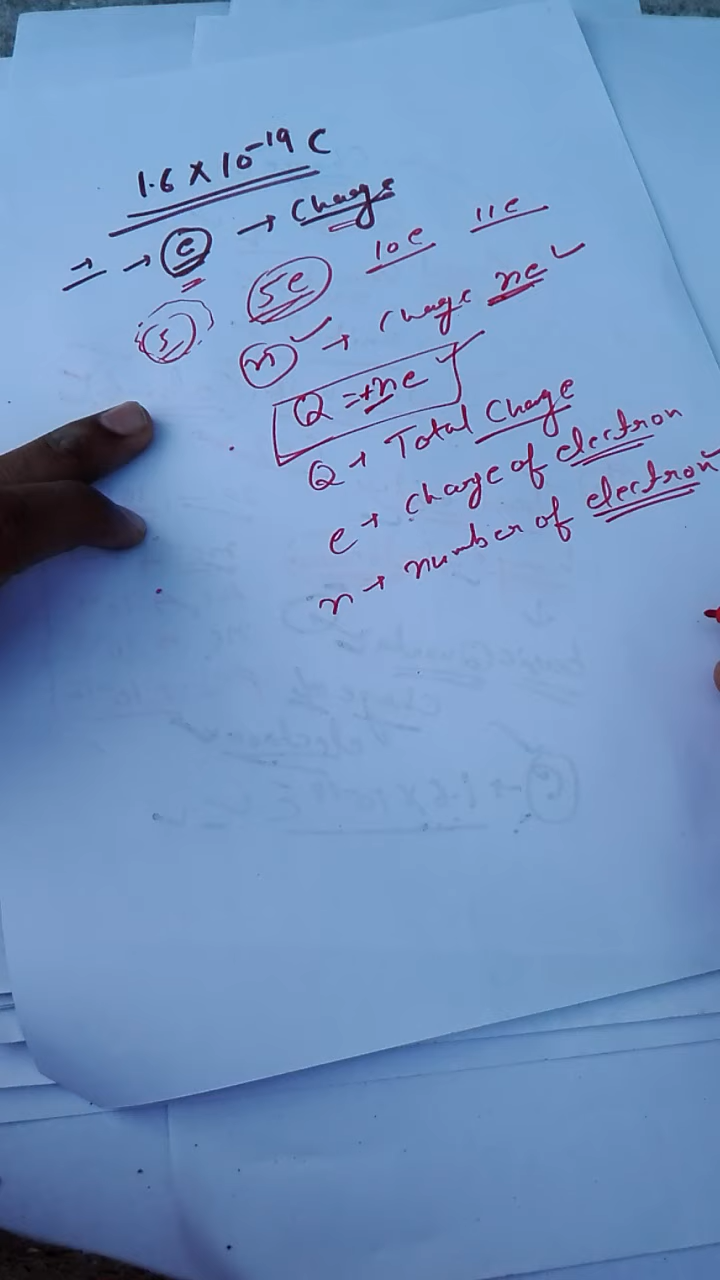 1.6 × 10⁻¹⁹ C
→ → e → Charge
5 5e 10e 11e
n → Charge ne
Q = +ne
Q → Total Charge
e → charge of electron
n → number of electron